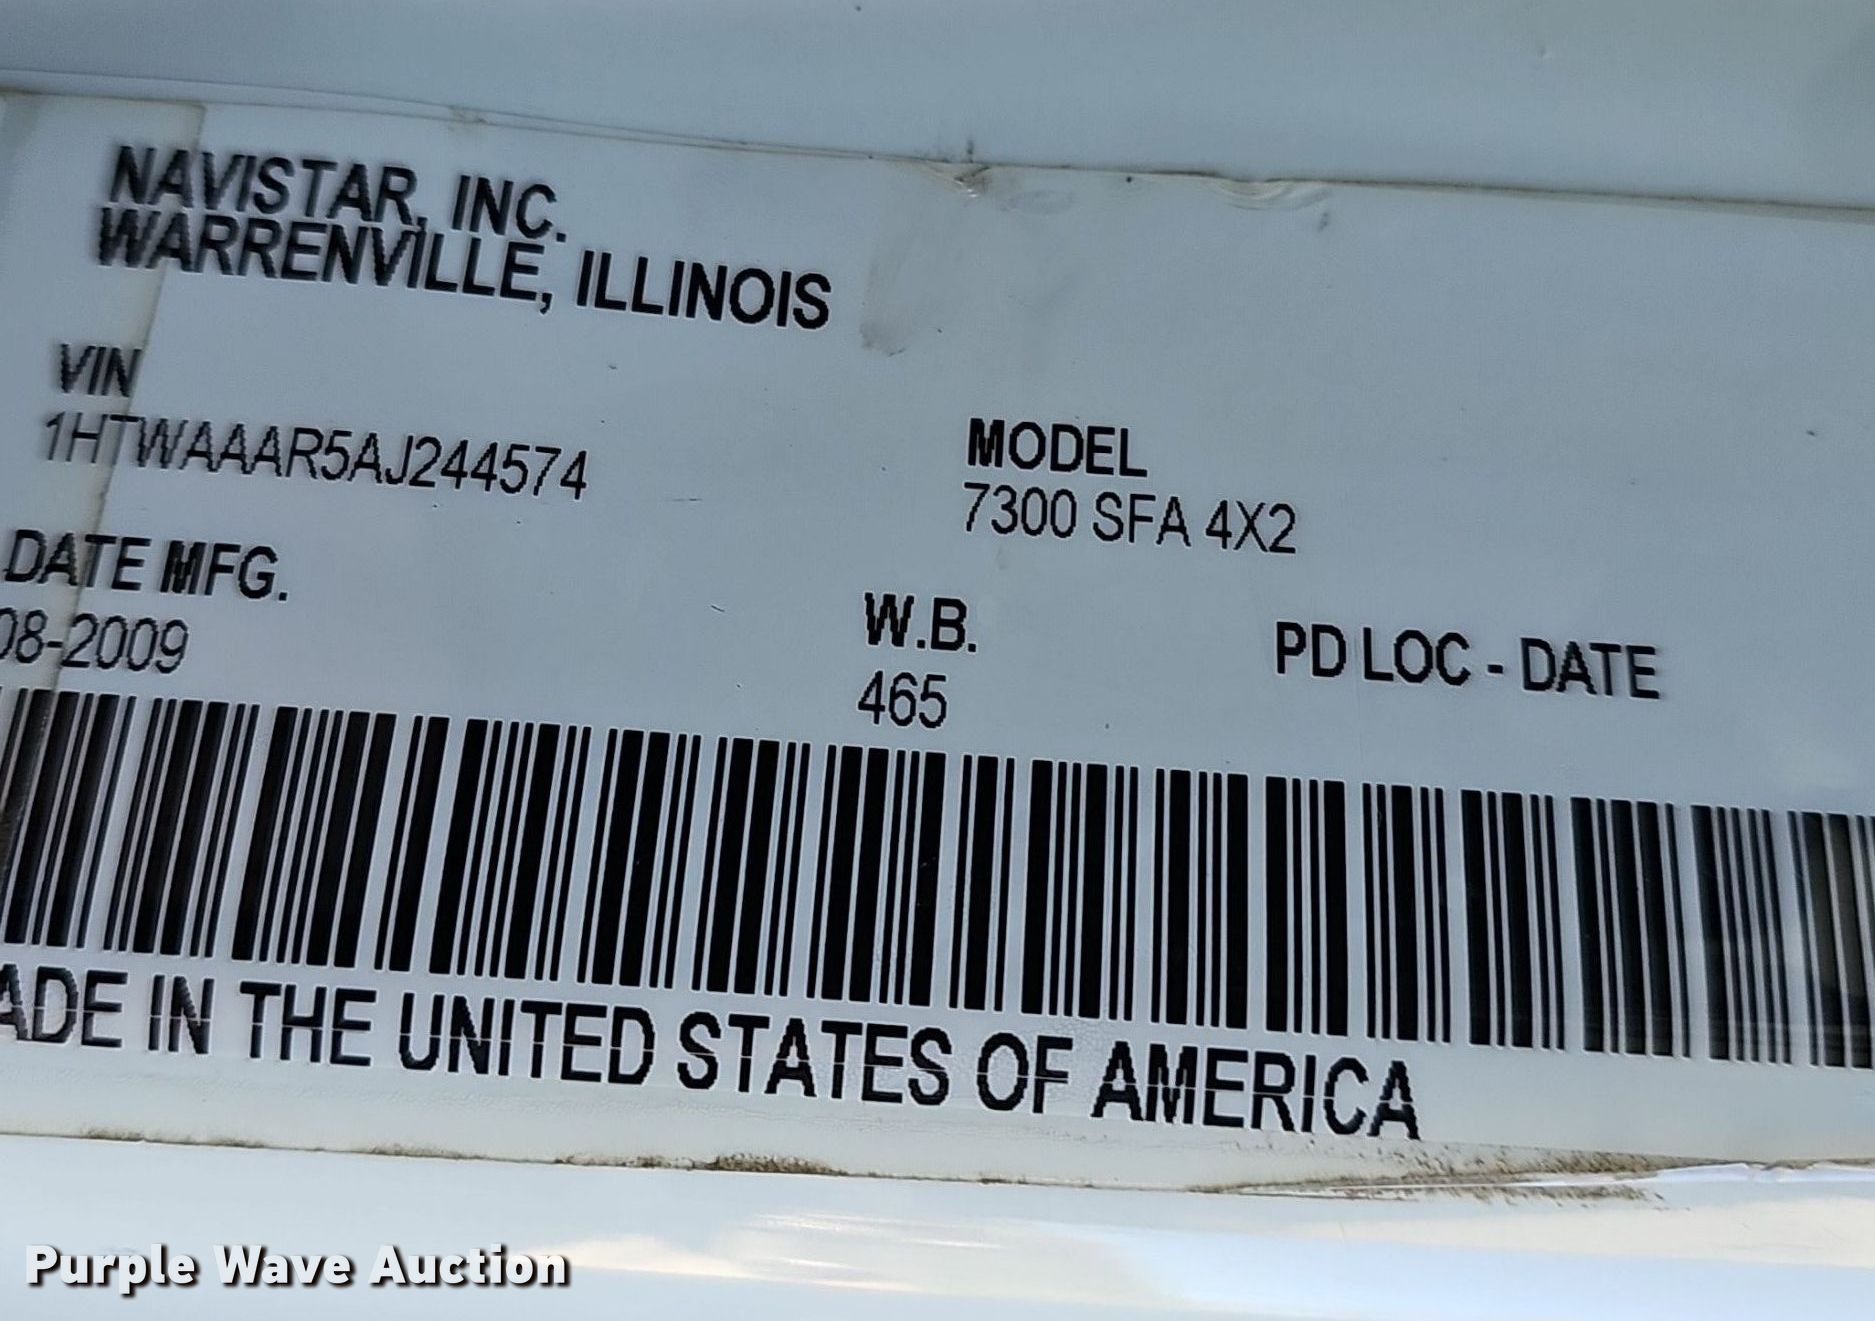 NAVISTAR, INC.
WARRENVILLE, ILLINOIS
VIN
1HTWAAAR5AJ244574
MODEL
7300 SFA 4X2
DATE MFG.
08-2009
W.B.
465
PD LOC - DATE
ADE IN THE UNITED STATES OF AMERICA
Purple Wave Auction